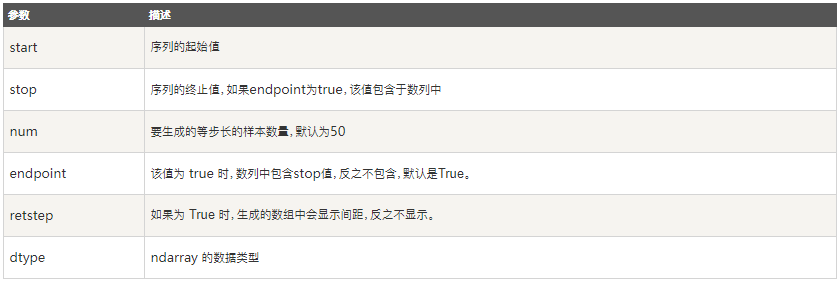 参数 描述
start 序列的起始值
stop 序列的终止值,如果endpoint为true,该值包含于数列中
num 要生成的等步长的样本数量,默认为50
endpoint 该值为 true 时,数列中包含stop值,反之不包含,默认是True。
retstep 如果为 True 时,生成的数组中会显示间距,反之不显示。
dtype ndarray 的数据类型